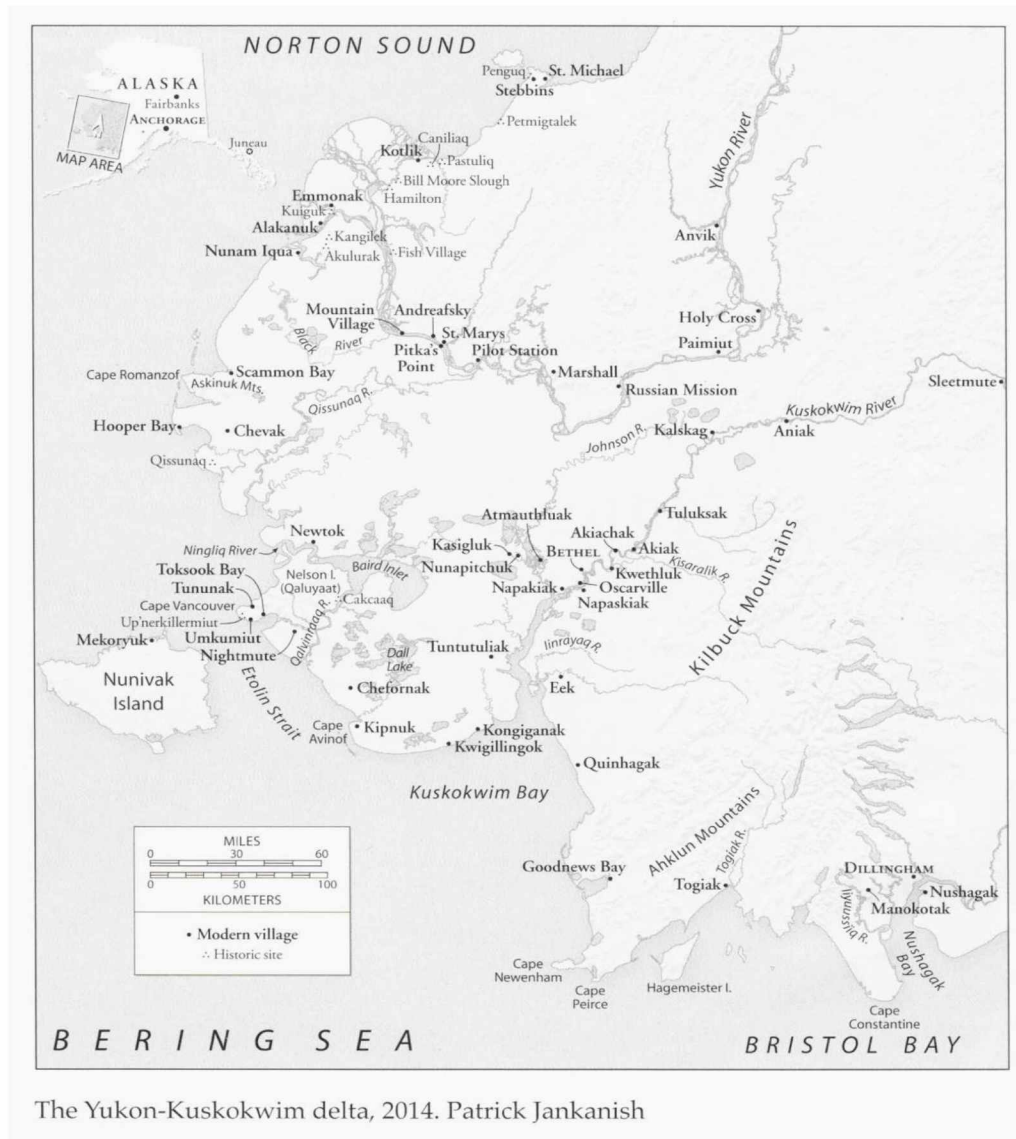 NORTON SOUND
ALASKA
Fairbanks
ANCHORAGE
Juneau
MAP AREA
Penguq
St. Michael
Stebbins
Petmigtalek
Yukon River
Caniliaq
Kotlik
Pastuliq
Bill Moore Slough
Hamilton
Emmonak
Kuiguk
Alakanuk
Kangilek
Nunam Iqua
Akulurak
Fish Village
Anvik
Mountain
Village
Andreafsky
St. Marys
Black
River
Pitka's
Point
Pilot Station
Holy Cross
Paimiut
Marshall
Russian Mission
Sleetmute
Cape Romanzof
Scammon Bay
Askinuk Mts.
Qissunaq R.
Kuskokwim River
Hooper Bay
Chevak
Johnson R.
Kalskag
Aniak
Qissunaq
Tuluksak
Atmauthluak
Newtok
Kasigluk
Akiachak
BETHEL
Akiak
Ningliq River
Nunapitchuk
Kisaralik R.
Toksook Bay
Nelson I.
(Qaluyaat)
Baird Inlet
Kwethluk
Tununak
Cakcaaq
Napakiak
Oscarville
Napaskiak
Cape Vancouver
Up'nerkillermiut
Kilbuck Mountains
Mekoryuk
Umkumiut
Nightmute
Qalvinraaq R.
Tuntutuliak
Iinrayaq R.
Dall
Lake
Nunivak
Island
Etolin Strait
Chefornak
Eek
Cape
Avinof
Kipnuk
Kongiganak
Kwigillingok
Quinhagak
Kuskokwim Bay
MILES
0 30 60
0 50 100
KILOMETERS
Modern village
Historic site
Ahklun Mountains
Togiak R.
Goodnews Bay
Togiak
DILLINGHAM
Nushagak
Manokotak
Nushagak
Bay
Cape
Newenham
Cape
Peirce
Hagemeister I.
Cape
Constantine
BERING SEA
BRISTOL BAY
The Yukon-Kuskokwim delta, 2014. Patrick Jankanish